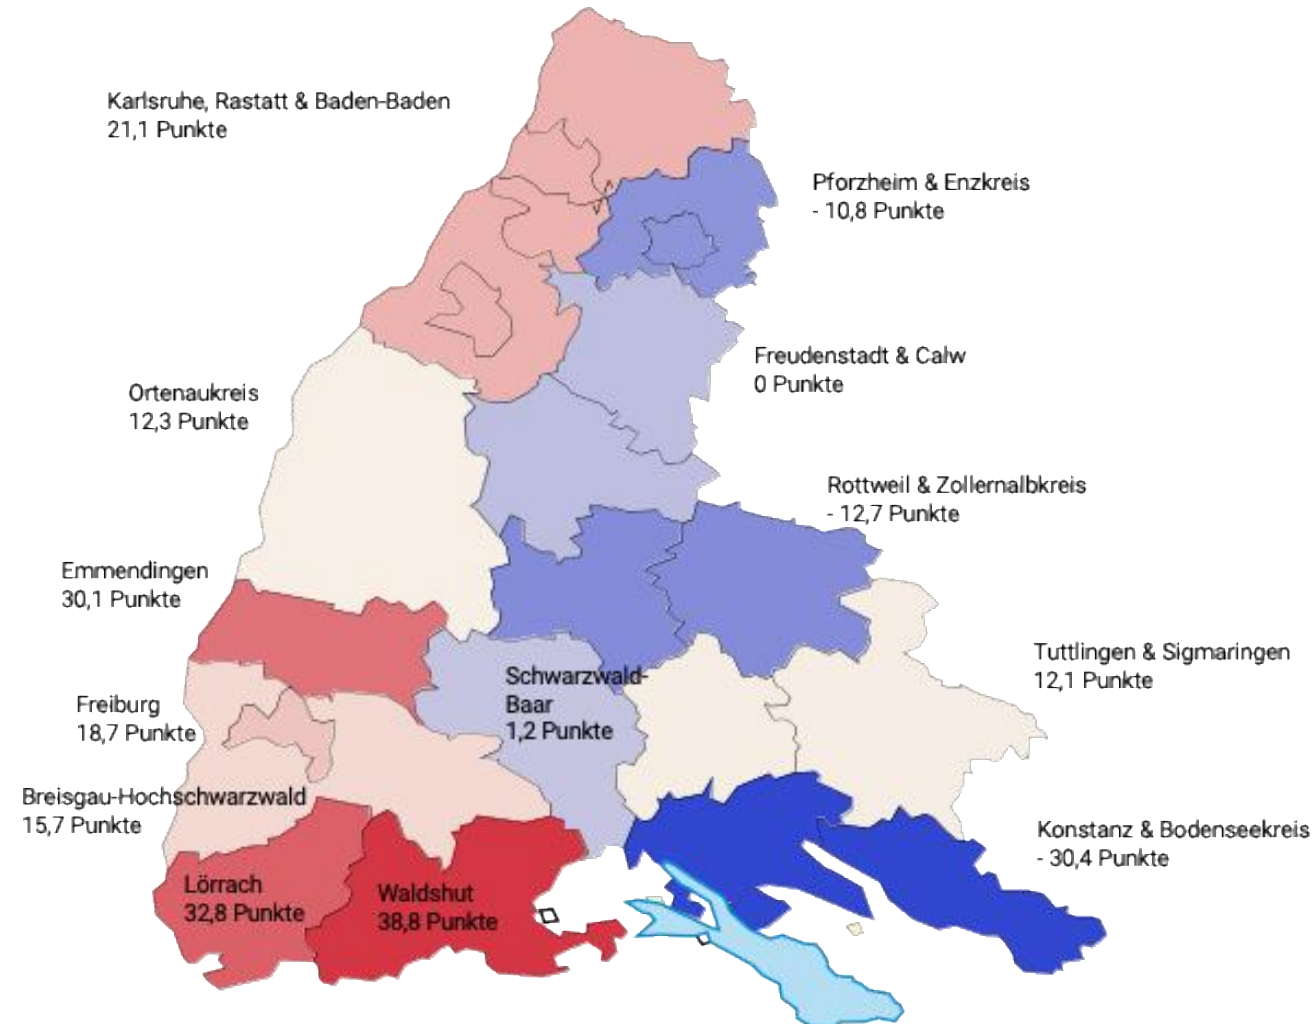 Karlsruhe, Rastatt & Baden-Baden
21,1 Punkte
Pforzheim & Enzkreis
- 10,8 Punkte
Freudenstadt & Calw
0 Punkte
Ortenaukreis
12,3 Punkte
Rottweil & Zollernalbkreis
- 12,7 Punkte
Emmendingen
30,1 Punkte
Tuttlingen & Sigmaringen
12,1 Punkte
Schwarzwald-
Baar
1,2 Punkte
Freiburg
18,7 Punkte
Breisgau-Hochschwarzwald
15,7 Punkte
Konstanz & Bodenseekreis
- 30,4 Punkte
Lörrach
32,8 Punkte
Waldshut
38,8 Punkte